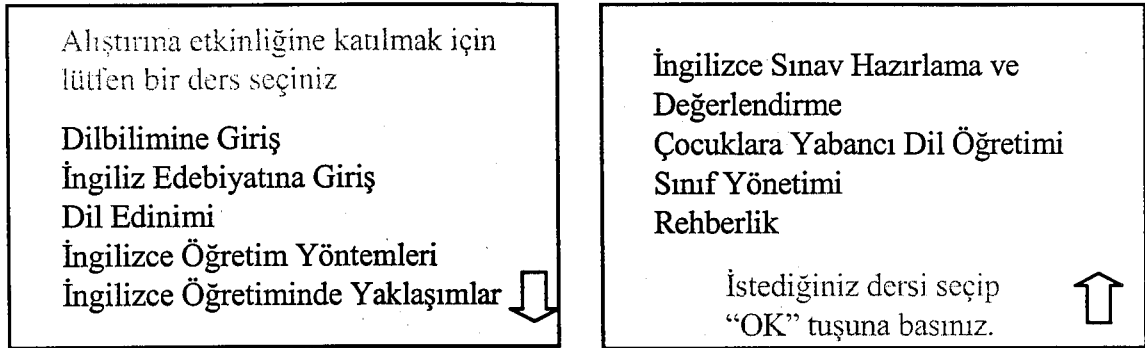 Alıştırma etkinliğine katılmak için
lütfen bir ders seçiniz
Dilbilimine Giriş
İngiliz Edebiyatına Giriş
Dil Edinimi
İngilizce Öğretim Yöntemleri
İngilizce Öğretiminde Yaklaşımlar
İngilizce Sınav Hazırlama ve
Değerlendirme
Çocuklara Yabancı Dil Öğretimi
Sınıf Yönetimi
Rehberlik
İstediğiniz dersi seçip
“OK” tuşuna basınız.